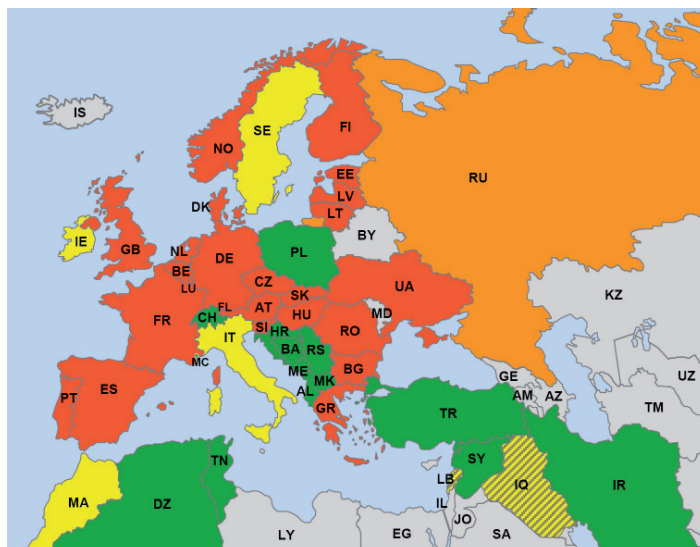 IS
SE
FI
NO
RU
EE
LV
DK
LT
BY
IE
GB
NL
DE
PL
BE
LU
CZ
UA
KZ
SK
FL
AT
HU
MD
FR
CH
SI
HR
RO
IT
BA
RS
MC
ME
BG
MK
GE
UZ
PT
ES
AL
AM
AZ
GR
TM
TR
TN
SY
LB
IQ
IR
MA
DZ
IL
JO
LY
EG
SA